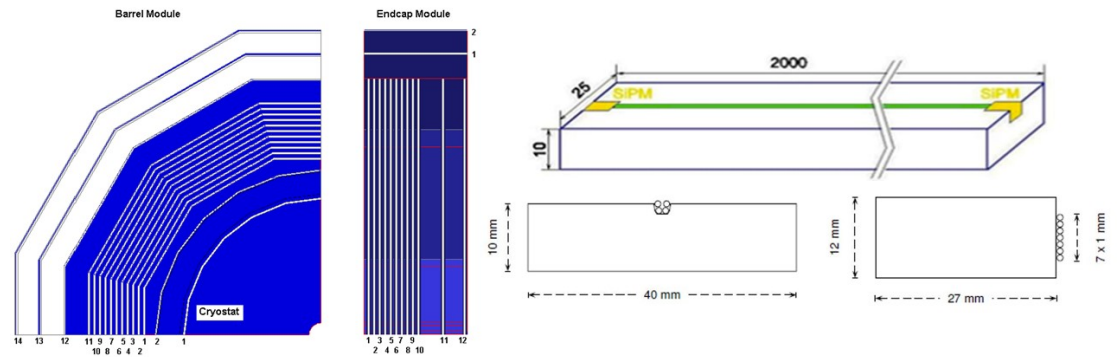 Barrel Module
Endcap Module
2
1
Cryostat
14 13 12 11 9 7 5 3 1 2 1
10 8 6 4 2
1 3 5 7 9 11 12
2 4 6 8 10
2000
25
SiPM
SiPM
10
10 mm
40 mm
12 mm
27 mm
7 x 1 mm